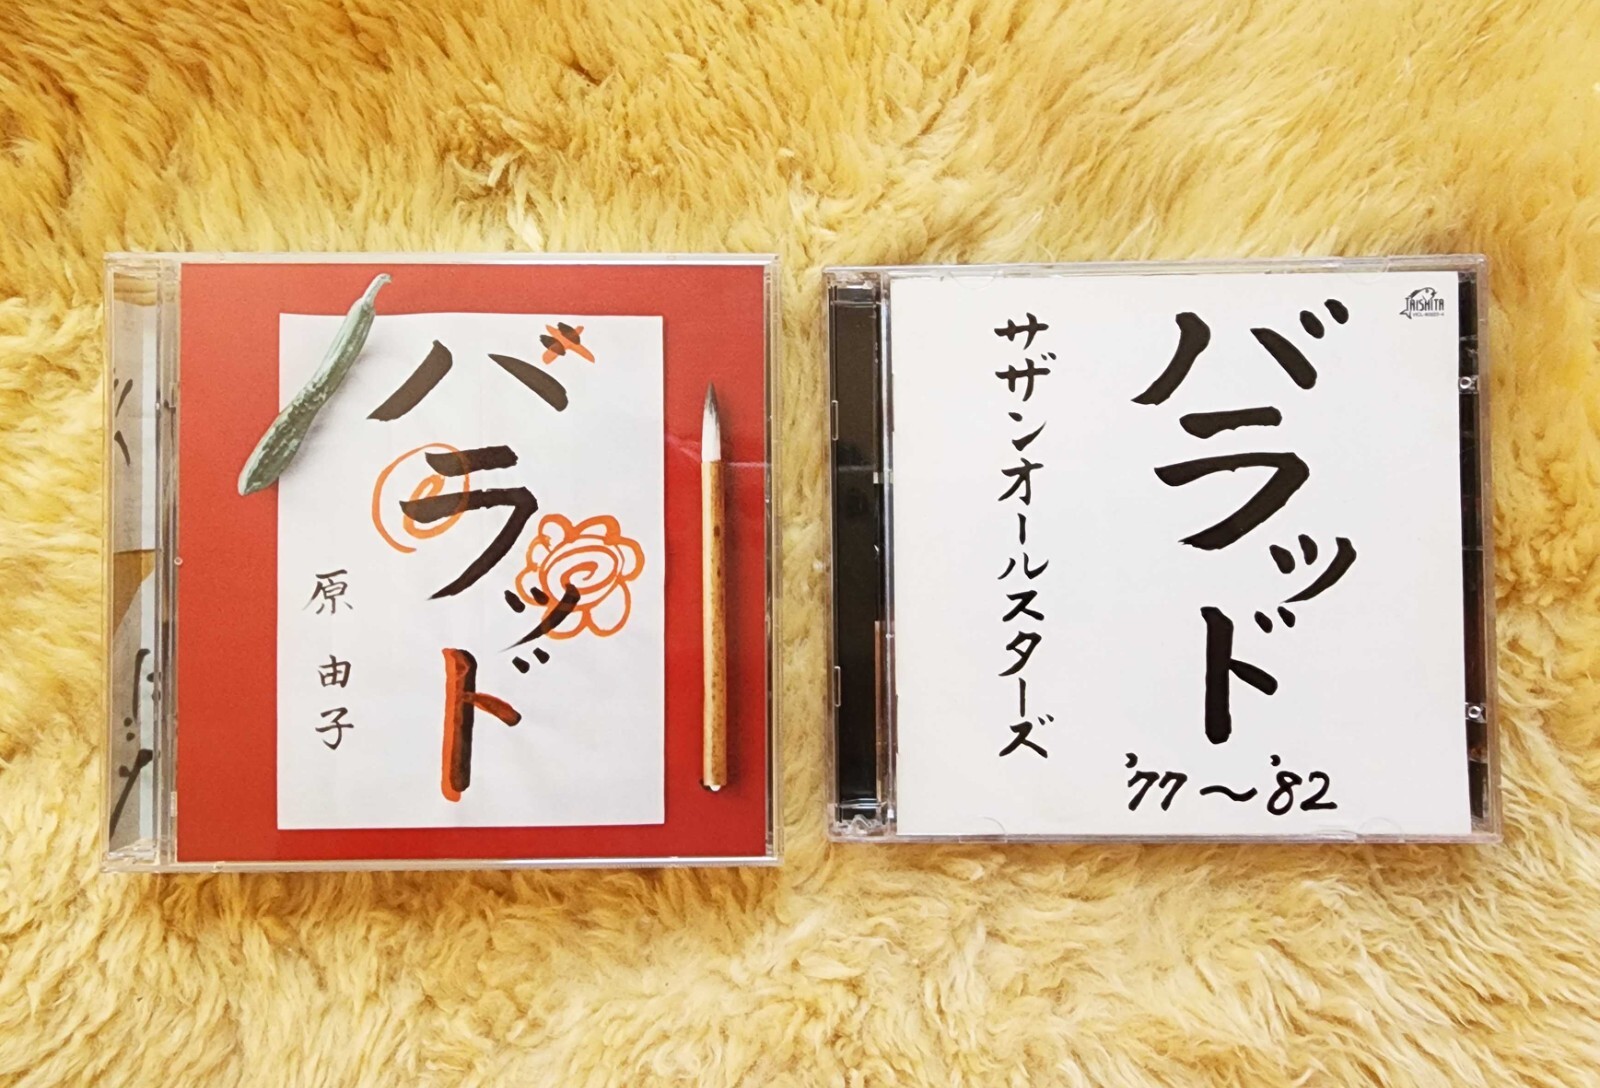 バラッド
原 由子
バラッド
'77～'82
サザンオールスターズ
TAISHITA